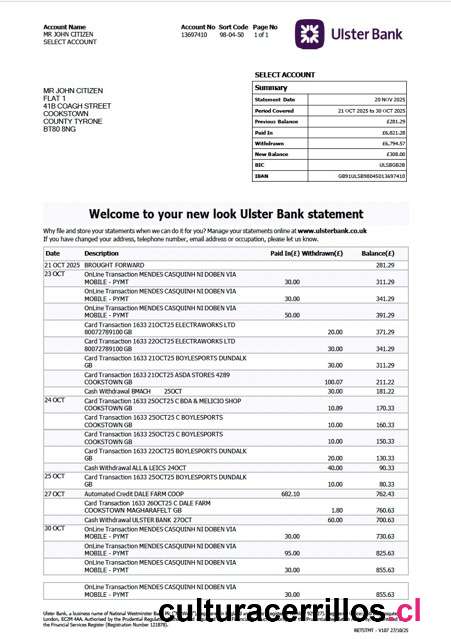 Account Name
MR JOHN CITIZEN
SELECT ACCOUNT
Account No Sort Code Page No
13697410 98-04-50 1 of 1
Ulster Bank
MR JOHN CITIZEN
FLAT 1
41B COAGH STREET
COOKSTOWN
COUNTY TYRONE
BT80 8NG
SELECT ACCOUNT
Summary
Statement Date 20 NOV 2025
Period Covered 21 OCT 2025 to 30 OCT 2025
Previous Balance £281.29
Paid In £6,821.28
Withdrawn £6,794.57
New Balance £308.00
BIC ULSBGB2B
IBAN GB91ULSB98045013697410
Welcome to your new look Ulster Bank statement
Why file and store your statements when we can do it for you? Manage your statements online at www.ulsterbank.co.uk
If you have changed your address, telephone number, email address or occupation, please let us know.
Date Description Paid In(£) Withdrawn(£) Balance(£)
21 OCT 2025 BROUGHT FORWARD 281.29
23 OCT OnLine Transaction MENDES CASQUINH NI DOBEN VIA
MOBILE - PYMT 30.00 311.29
OnLine Transaction MENDES CASQUINH NI DOBEN VIA
MOBILE - PYMT 30.00 341.29
OnLine Transaction MENDES CASQUINH NI DOBEN VIA
MOBILE - PYMT 50.00 391.29
Card Transaction 1633 21OCT25 ELECTRAWORKS LTD
80072789100 GB 20.00 371.29
Card Transaction 1633 22OCT25 ELECTRAWORKS LTD
80072789100 GB 30.00 341.29
Card Transaction 1633 21OCT25 BOYLESPORTS DUNDALK
GB 30.00 311.29
Card Transaction 1633 21OCT25 ASDA STORES 4289
COOKSTOWN GB 100.07 211.22
Cash Withdrawal BMACH 25OCT 30.00 181.22
24 OCT Card Transaction 1633 25OCT25 C BDA & MELICIO SHOP
COOKSTOWN GB 10.89 170.33
Card Transaction 1633 25OCT25 C BOYLESPORTS
COOKSTOWN GB 10.00 160.33
Card Transaction 1633 25OCT25 C BOYLESPORTS
COOKSTOWN GB 10.00 150.33
Card Transaction 1633 22OCT25 BOYLESPORTS DUNDALK
GB 20.00 130.33
Cash Withdrawal ALL & LEICS 24OCT 40.00 90.33
25 OCT Card Transaction 1633 25OCT25 BOYLESPORTS DUNDALK
GB 10.00 80.33
27 OCT Automated Credit DALE FARM COOP 682.10 762.43
Card Transaction 1633 26OCT25 C DALE FARM
COOKSTOWN MAGHARAFELT GB 1.80 760.63
Cash Withdrawal ULSTER BANK 27OCT 60.00 700.63
30 OCT OnLine Transaction MENDES CASQUINH NI DOBEN VIA
MOBILE - PYMT 30.00 730.63
OnLine Transaction MENDES CASQUINH NI DOBEN VIA
MOBILE - PYMT 95.00 825.63
OnLine Transaction MENDES CASQUINH NI DOBEN VIA
MOBILE - PYMT 30.00 855.63
OnLine Transaction MENDES CASQUINH NI DOBEN VIA
MOBILE - PYMT 30.00 855.63
Ulster Bank, a business name of National Westminster Bank
London, EC2M 4AA. Authorised by the Prudential Regulation
the Financial Services Register (Registration Number 121878).
RETSTMT - V107 27/10/25
culturacerrillos.cl